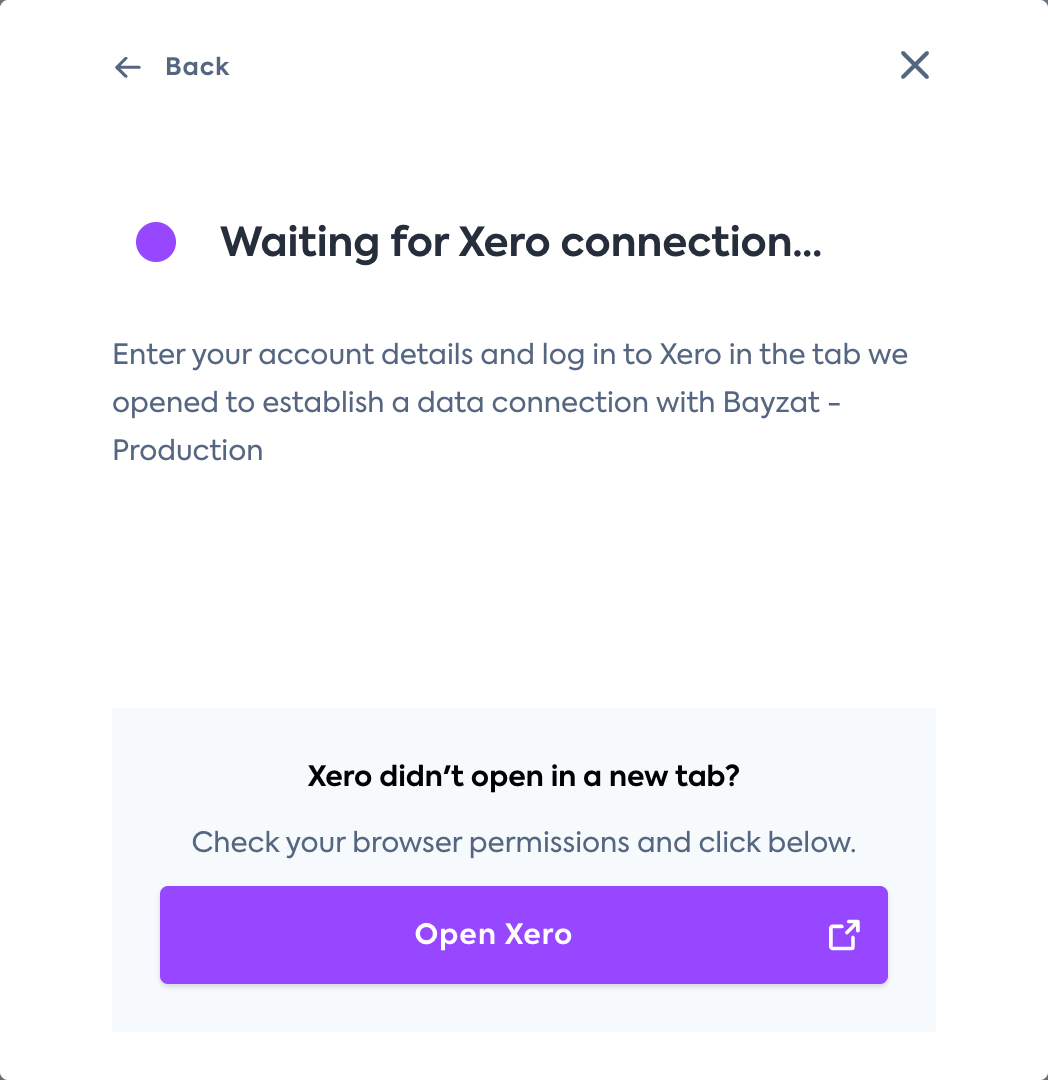 Back
Waiting for Xero connection...
Enter your account details and log in to Xero in the tab we
opened to establish a data connection with Bayzat -
Production
Xero didn't open in a new tab?
Check your browser permissions and click below.
Open Xero